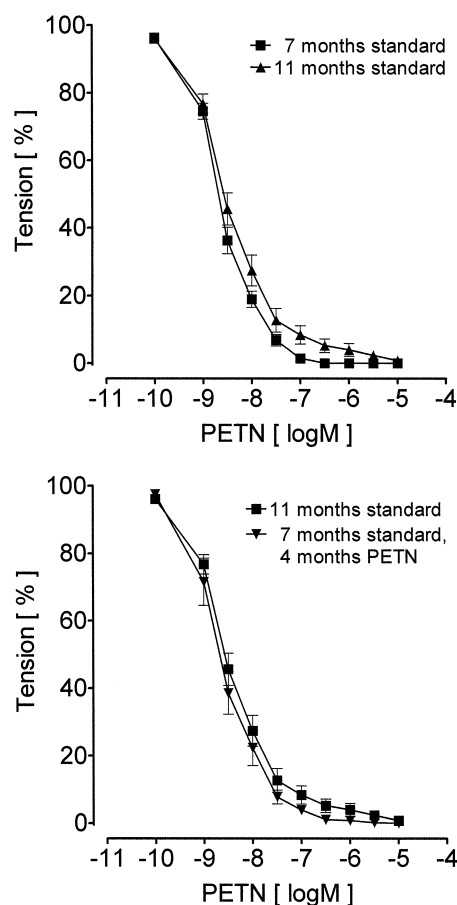 100
80
60
40
20
0
Tension [ % ]
7 months standard
11 months standard
-11 -10 -9 -8 -7 -6 -5 -4
PETN [ logM ]
100
80
60
40
20
0
Tension [ % ]
11 months standard
7 months standard,
4 months PETN
-11 -10 -9 -8 -7 -6 -5 -4
PETN [ logM ]